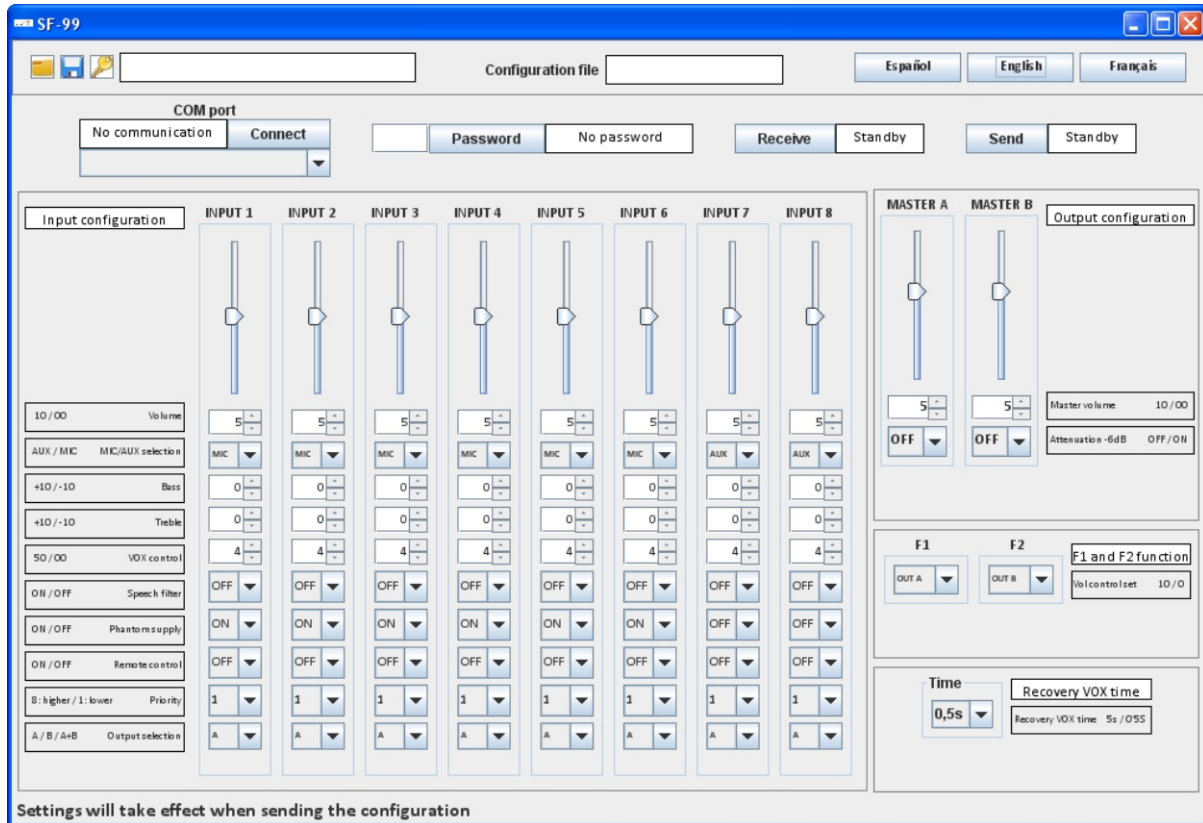 SF-99
Configuration file
Español
English
Français
COM port
No communication
Connect
Password
No password
Receive
Standby
Send
Standby
Input configuration
INPUT 1 INPUT 2 INPUT 3 INPUT 4 INPUT 5 INPUT 6 INPUT 7 INPUT 8
10 / 00 Volume 5 5 5 5 5 5 5 5
AUX / MIC MIC/AUX selection MIC MIC MIC MIC MIC MIC AUX AUX
+10 / -10 Bass 0 0 0 0 0 0 0 0
+10 / -10 Treble 0 0 0 0 0 0 0 0
50 / 00 VOX control 4 4 4 4 4 4 4 4
ON / OFF Speech filter OFF OFF OFF OFF OFF OFF OFF OFF
ON / OFF Phantom supply ON ON ON ON ON ON OFF OFF
ON / OFF Remote control OFF OFF OFF OFF OFF OFF OFF OFF
8: higher / 1: lower Priority 1 1 1 1 1 1 1 1
A / B / A+B Output selection A A A A A A A A
MASTER A MASTER B
Output configuration
5 5 Master volume 10 / 00
OFF OFF Attenuation -6dB OFF/ON
F1 F2
F1 and F2 function
OUT A OUT B Vol control set 10 / 0
Time
Recovery VOX time
0,5s Recovery VOX time 5s / 0'5S
Settings will take effect when sending the configuration